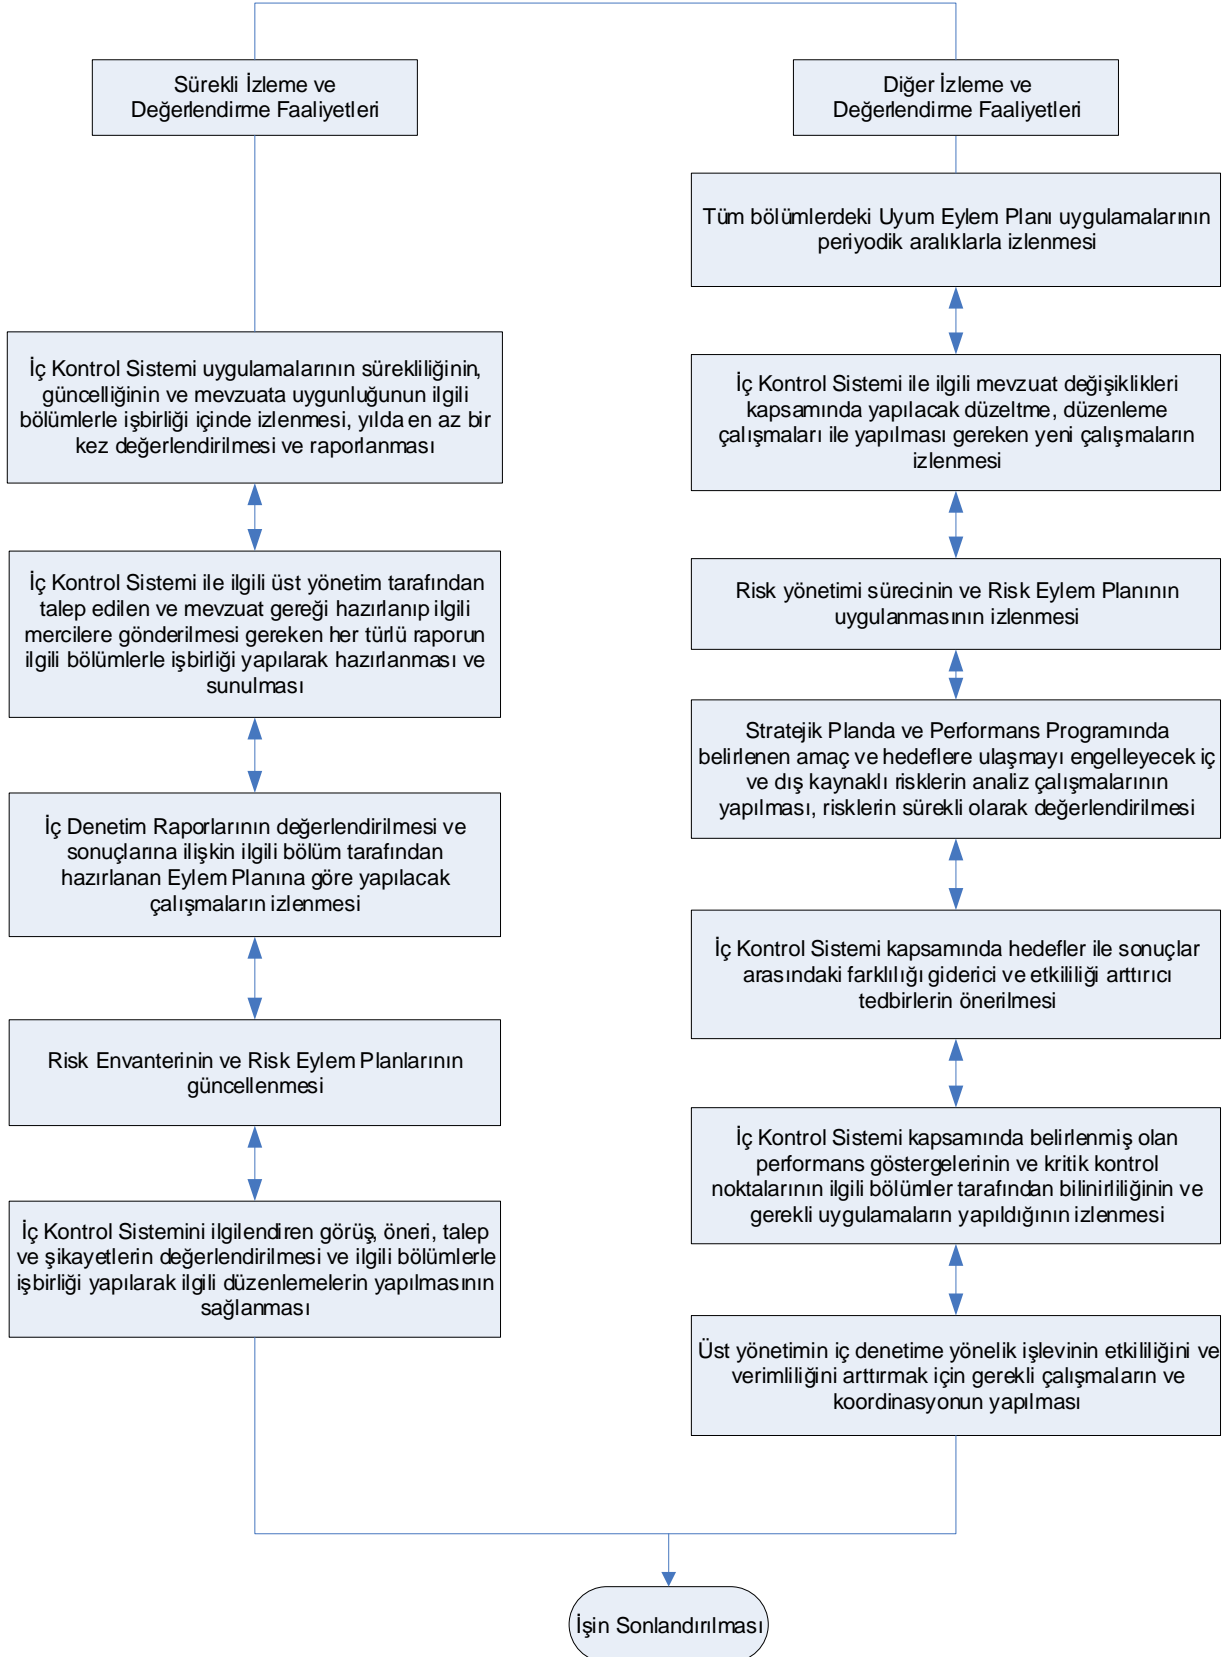 Sürekli İzleme ve
Değerlendirme Faaliyetleri
İç Kontrol Sistemi uygulamalarının sürekliliğinin,
güncelliğinin ve mevzuata uygunluğunun ilgili
bölümlerle işbirliği içinde izlenmesi, yılda en az bir
kez değerlendirilmesi ve raporlanması
İç Kontrol Sistemi ile ilgili üst yönetim tarafından
talep edilen ve mevzuat gereği hazırlanıp ilgili
mercilere gönderilmesi gereken her türlü raporun
ilgili bölümlerle işbirliği yapılarak hazırlanması ve
sunulması
İç Denetim Raporlarının değerlendirilmesi ve
sonuçlarına ilişkin ilgili bölüm tarafından
hazırlanan Eylem Planına göre yapılacak
çalışmaların izlenmesi
Risk Envanterinin ve Risk Eylem Planlarının
güncellenmesi
İç Kontrol Sistemini ilgilendiren görüş, öneri, talep
ve şikayetlerin değerlendirilmesi ve ilgili bölümlerle
işbirliği yapılarak ilgili düzenlemelerin yapılmasının
sağlanması
Diğer İzleme ve
Değerlendirme Faaliyetleri
Tüm bölümlerdeki Uyum Eylem Planı uygulamalarının
periyodik aralıklarla izlenmesi
İç Kontrol Sistemi ile ilgili mevzuat değişiklikleri
kapsamında yapılacak düzeltme, düzenleme
çalışmaları ile yapılması gereken yeni çalışmaların
izlenmesi
Risk yönetimi sürecinin ve Risk Eylem Planının
uygulanmasının izlenmesi
Stratejik Planda ve Performans Programında
belirlenen amaç ve hedeflere ulaşmayı engelleyecek iç
ve dış kaynaklı risklerin analiz çalışmalarının
yapılması, risklerin sürekli olarak değerlendirilmesi
İç Kontrol Sistemi kapsamında hedefler ile sonuçlar
arasındaki farklılığı giderici ve etkililiği arttırıcı
tedbirlerin önerilmesi
İç Kontrol Sistemi kapsamında belirlenmiş olan
performans göstergelerinin ve kritik kontrol
noktalarının ilgili bölümler tarafından bilinirliliğinin ve
gerekli uygulamaların yapıldığının izlenmesi
Üst yönetimin iç denetime yönelik işlevinin etkililiğini ve
verimliliğini arttırmak için gerekli çalışmaların ve
koordinasyonun yapılması
İşin Sonlandırılması